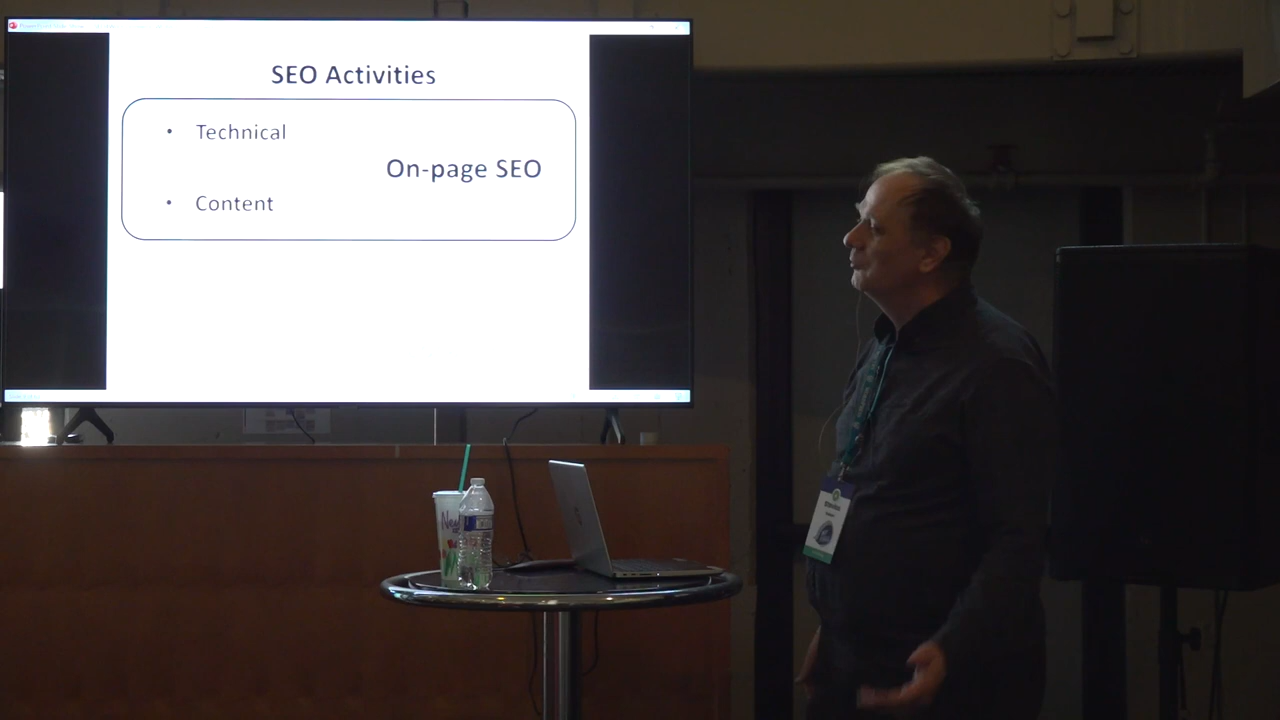 SEO Activities
• Technical
On-page SEO
• Content